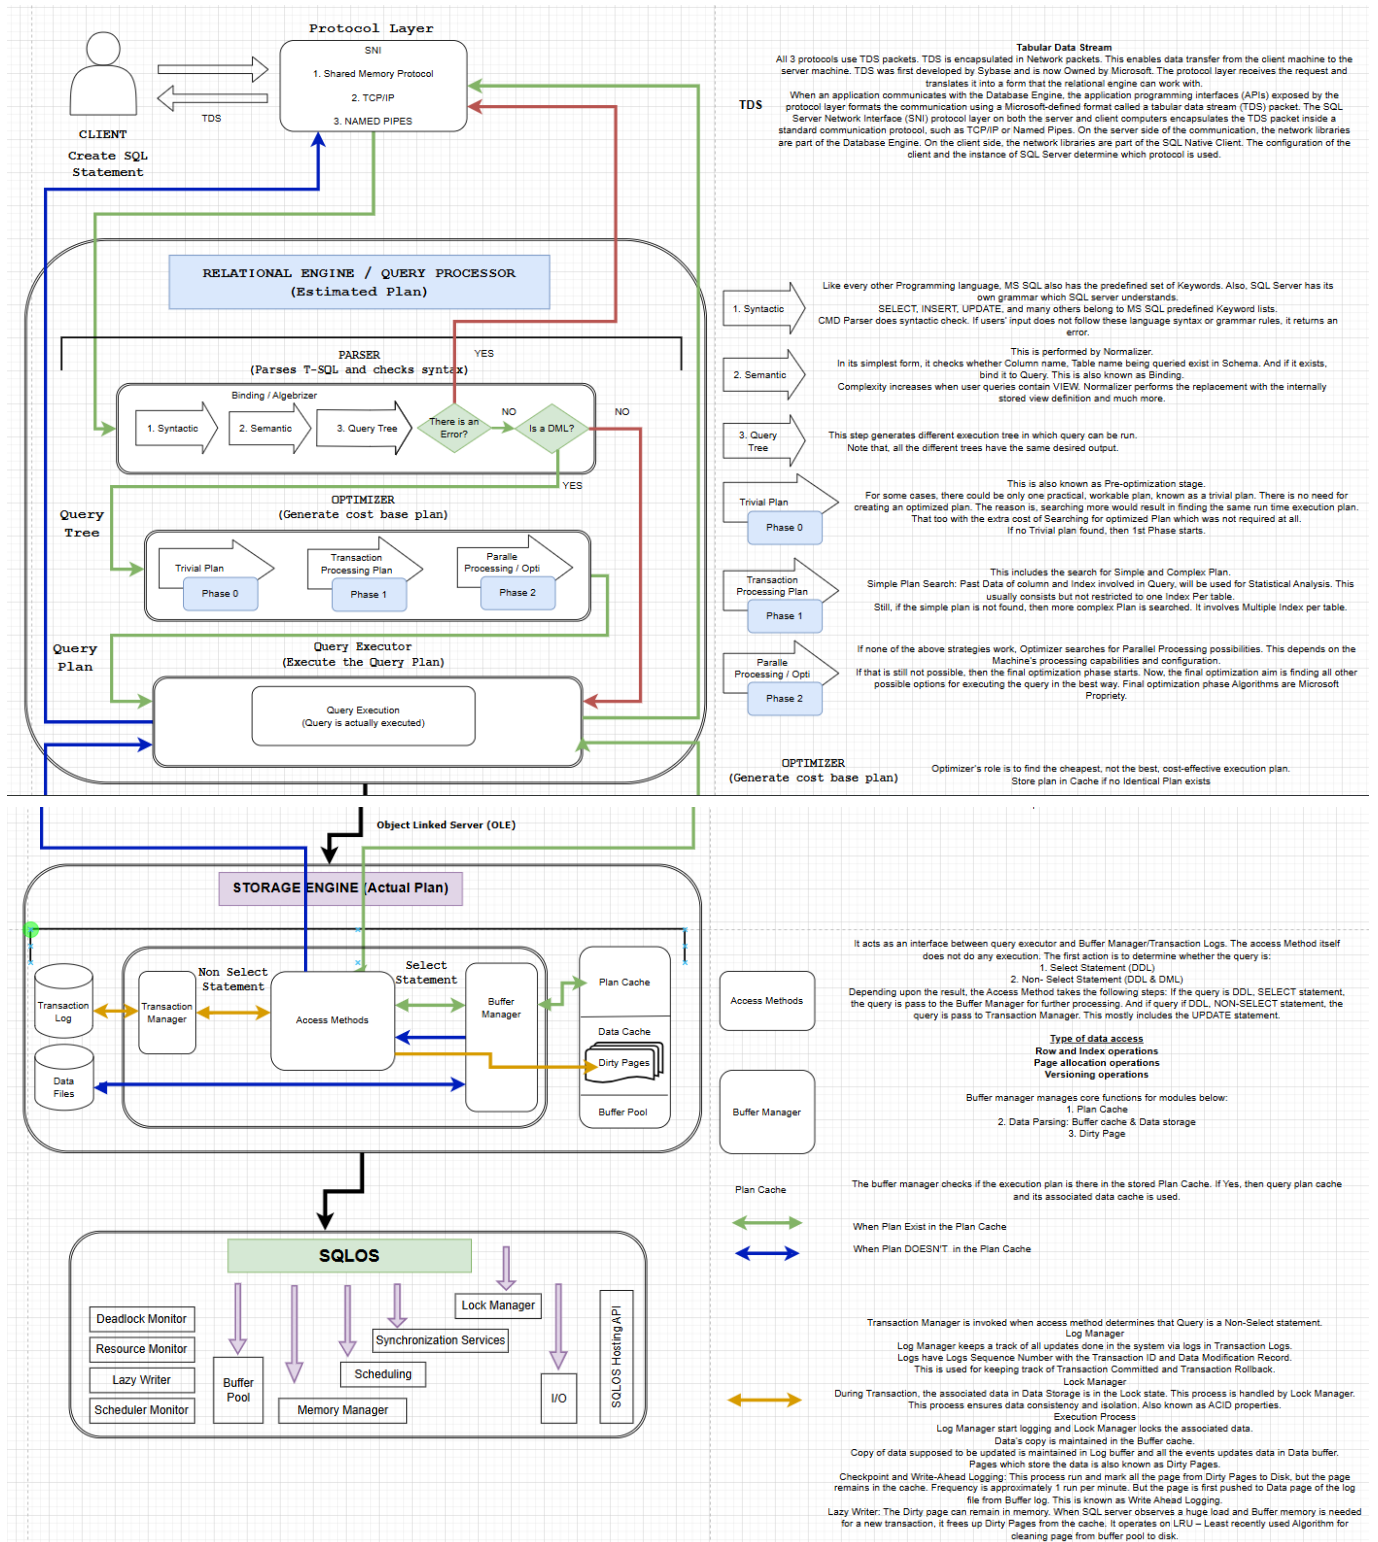 Protocol Layer
SNI
1. Shared Memory Protocol
2. TCP/IP
3. NAMED PIPES
TDS
CLIENT
Create SQL
Statement
Tabular Data Stream
All 3 protocols use TDS packets. TDS is encapsulated in Network packets. This enables data transfer from the client machine to the
server machine. TDS was first developed by Sybase and is now Owned by Microsoft. The protocol layer receives the request and
translates it into a form that the relational engine can work with.
TDS
When an application communicates with the Database Engine, the application programming interfaces (APIs) exposed by the
protocol layer formats the communication using a Microsoft-defined format called a tabular data stream (TDS) packet. The SQL
Server Network Interface (SNI) protocol layer on both the server and client computers encapsulates the TDS packet inside a
standard communication protocol, such as TCP/IP or Named Pipes. On the server side of the communication, the network libraries
are part of the Database Engine. On the client side, the network libraries are part of the SQL Native Client. The configuration of the
client and the instance of SQL Server determine which protocol is used.
RELATIONAL ENGINE / QUERY PROCESSOR
(Estimated Plan)
PARSER
(Parses T-SQL and checks syntax)
YES
Binding / Algebrizer
1. Syntactic
2. Semantic
3. Query Tree
There is an
Error?
NO
Is a DML?
NO
YES
Query
Tree
OPTIMIZER
(Generate cost base plan)
Trivial Plan
Phase 0
Transaction
Processing Plan
Phase 1
Paralle
Processing / Opti
Phase 2
Query
Plan
Query Executor
(Execute the Query Plan)
Query Execution
(Query is actually executed)
1. Syntactic
Like every other Programming language, MS SQL also has the predefined set of Keywords. Also, SQL Server has its
own grammar which SQL server understands.
SELECT, INSERT, UPDATE, and many others belong to MS SQL predefined Keyword lists.
CMD Parser does syntactic check. If users' input does not follow these language syntax or grammar rules, it returns an
error.
2. Semantic
This is performed by Normalizer.
In its simplest form, it checks whether Column name, Table name being queried exist in Schema. And if it exists,
bind it to Query. This is also known as Binding.
Complexity increases when user queries contain VIEW. Normalizer performs the replacement with the internally
stored view definition and much more.
3. Query
Tree
This step generates different execution tree in which query can be run.
Note that, all the different trees have the same desired output.
Trivial Plan
Phase 0
This is also known as Pre-optimization stage.
For some cases, there could be only one practical, workable plan, known as a trivial plan. There is no need for
creating an optimized plan. The reason is, searching more would result in finding the same run time execution plan.
That too with the extra cost of Searching for optimized Plan which was not required at all.
If no Trivial plan found, then 1st Phase starts.
Transaction
Processing Plan
Phase 1
This includes the search for Simple and Complex Plan.
Simple Plan Search: Past Data of column and Index involved in Query, will be used for Statistical Analysis. This
usually consists but not restricted to one Index Per table.
Still, if the simple plan is not found, then more complex Plan is searched. It involves Multiple Index per table.
Paralle
Processing / Opti
Phase 2
If none of the above strategies work, Optimizer searches for Parallel Processing possibilities. This depends on the
Machine's processing capabilities and configuration.
If that is still not possible, then the final optimization phase starts. Now, the final optimization aim is finding all other
possible options for executing the query in the best way. Final optimization phase Algorithms are Microsoft
Propriety.
OPTIMIZER
(Generate cost base plan)
Optimizer's role is to find the cheapest, not the best, cost-effective execution plan.
Store plan in Cache if no Identical Plan exists
Object Linked Server (OLE)
STORAGE ENGINE (Actual Plan)
Transaction
Log
Data
Files
Transaction
Manager
Non Select
Statement
Access Methods
Select
Statement
Buffer
Manager
Plan Cache
Data Cache
Dirty Pages
Buffer Pool
Access Methods
It acts as an interface between query executor and Buffer Manager/Transaction Logs. The access Method itself
does not do any execution. The first action is to determine whether the query is:
1. Select Statement (DDL)
2. Non- Select Statement (DDL & DML)
Depending upon the result, the Access Method takes the following steps: If the query is DDL, SELECT statement,
the query is pass to the Buffer Manager for further processing. And if query if DDL, NON-SELECT statement, the
query is pass to Transaction Manager. This mostly includes the UPDATE statement.
Type of data access
Row and Index operations
Page allocation operations
Versioning operations
Buffer Manager
Buffer manager manages core functions for modules below:
1. Plan Cache
2. Data Parsing: Buffer cache & Data storage
3. Dirty Page
Plan Cache
The buffer manager checks if the execution plan is there in the stored Plan Cache. If Yes, then query plan cache
and its associated data cache is used.
When Plan Exist in the Plan Cache
When Plan DOESN'T in the Plan Cache
SQLOS
Deadlock Monitor
Resource Monitor
Lazy Writer
Scheduler Monitor
Buffer
Pool
Memory Manager
Scheduling
Synchronization Services
Lock Manager
I/O
SQLOS Hosting API
Transaction Manager is invoked when access method determines that Query is a Non-Select statement.
Log Manager
Log Manager keeps a track of all updates done in the system via logs in Transaction Logs.
Logs have Logs Sequence Number with the Transaction ID and Data Modification Record.
This is used for keeping track of Transaction Committed and Transaction Rollback.
Lock Manager
During Transaction, the associated data in Data Storage is in the Lock state. This process is handled by Lock Manager.
This process ensures data consistency and isolation. Also known as ACID properties.
Execution Process
Log Manager start logging and Lock Manager locks the associated data.
Data's copy is maintained in the Buffer cache.
Copy of data supposed to be updated is maintained in Log buffer and all the events updates data in Data buffer.
Pages which store the data is also known as Dirty Pages.
Checkpoint and Write-Ahead Logging: This process run and mark all the page from Dirty Pages to Disk, but the page
remains in the cache. Frequency is approximately 1 run per minute. But the page is first pushed to Data page of the log
file from Buffer log. This is known as Write Ahead Logging.
Lazy Writer: The Dirty page can remain in memory. When SQL server observes a huge load and Buffer memory is needed
for a new transaction, it frees up Dirty Pages from the cache. It operates on LRU – Least recently used Algorithm for
cleaning page from buffer pool to disk.